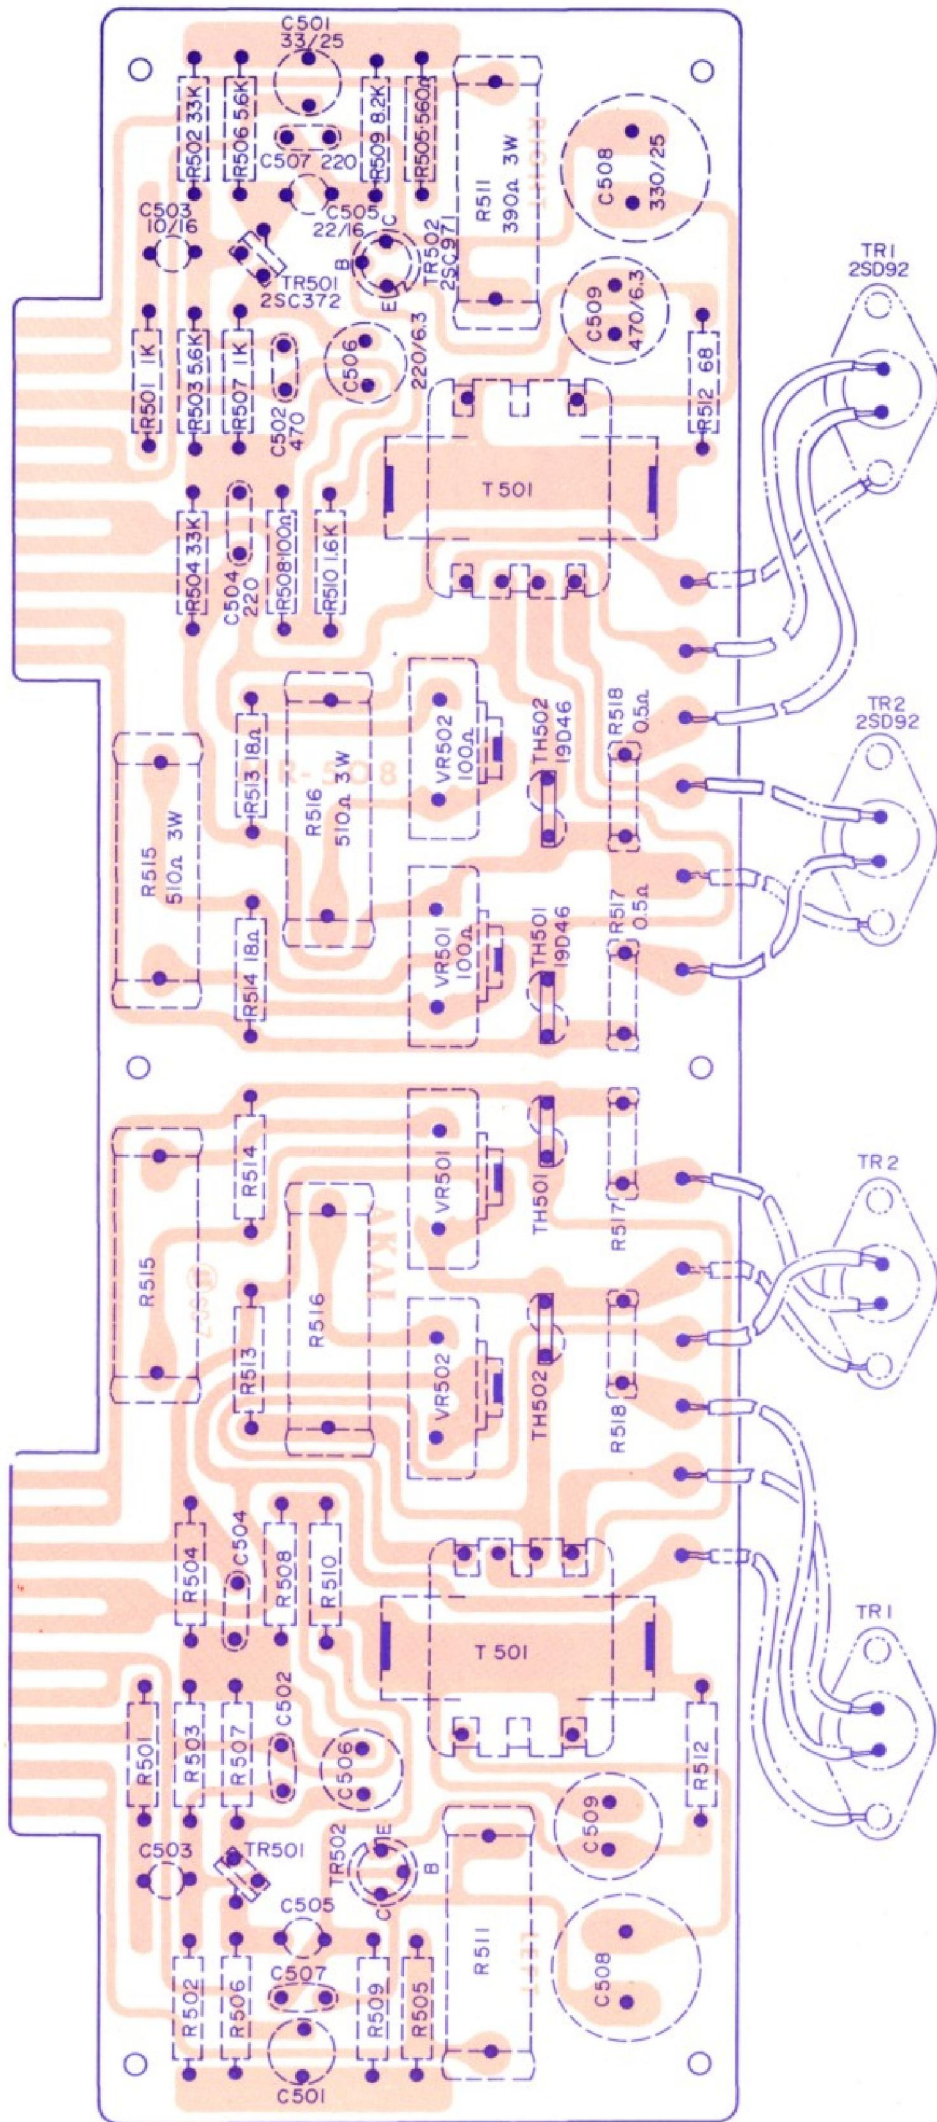 C501
33/25
R502 33K
R506 5.6K
C507 220
R509 8.2K
R505·560Ω
R511
390Ω 3W
RIGHT
C508
330/25
C503
10/16
C505
22/16
TR501
2SC372
B
C
E
TR502
2SC971
C506
220/6.3
C509
470/6.3
R501 1K
R503 5.6K
R507 1K
C502
470
R512 68
TR1
2SD92
T501
R504 33K
C504
220
R508·100Ω
R510 1.6K
R513 18Ω
R516
510Ω 3W
VR502
100Ω
TH502
19D46
R518
0.5Ω
TR2
2SD92
R515
510Ω 3W
R514 18Ω
VR501
100Ω
TH501
19D46
R517
0.5Ω
R515
R514
R513
R516
AKAI
VR501
VR502
TH501
TH502
R517
R518
TR2
R504
C504
R508
R510
T501
TR1
R501
R503
R507
C502
C506
R512
C503
TR501
TR502
E
B
C
C509
C505
R502
R506
C507
R509
R505
R511
LEFT
C508
C501